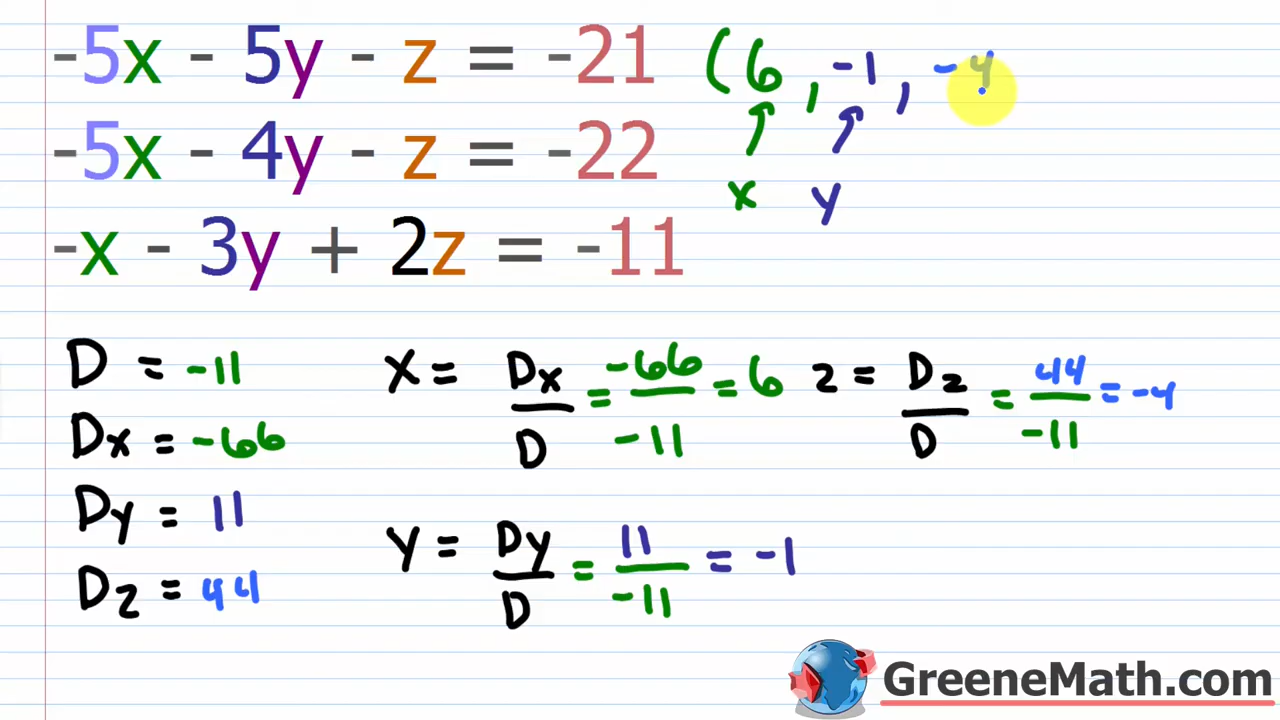 -5x - 5y - z = -21
-5x - 4y - z = -22
-x - 3y + 2z = -11
(6, -1, -4
x y
D = -11
Dx = -66
Dy = 11
Dz = 44
x = Dx/D = -66/-11 = 6
z = Dz/D = 44/-11 = -4
y = Dy/D = 11/-11 = -1
GreeneMath.com